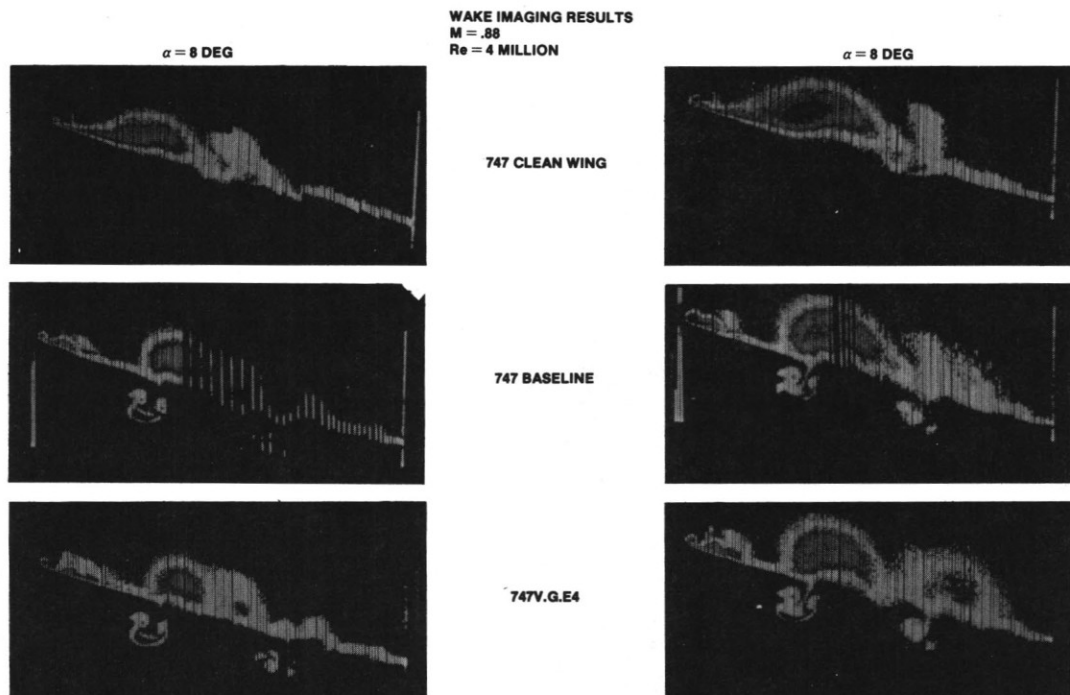 WAKE IMAGING RESULTS
M = .88
Re = 4 MILLION
α = 8 DEG
α = 8 DEG
747 CLEAN WING
747 BASELINE
747V.G.E4